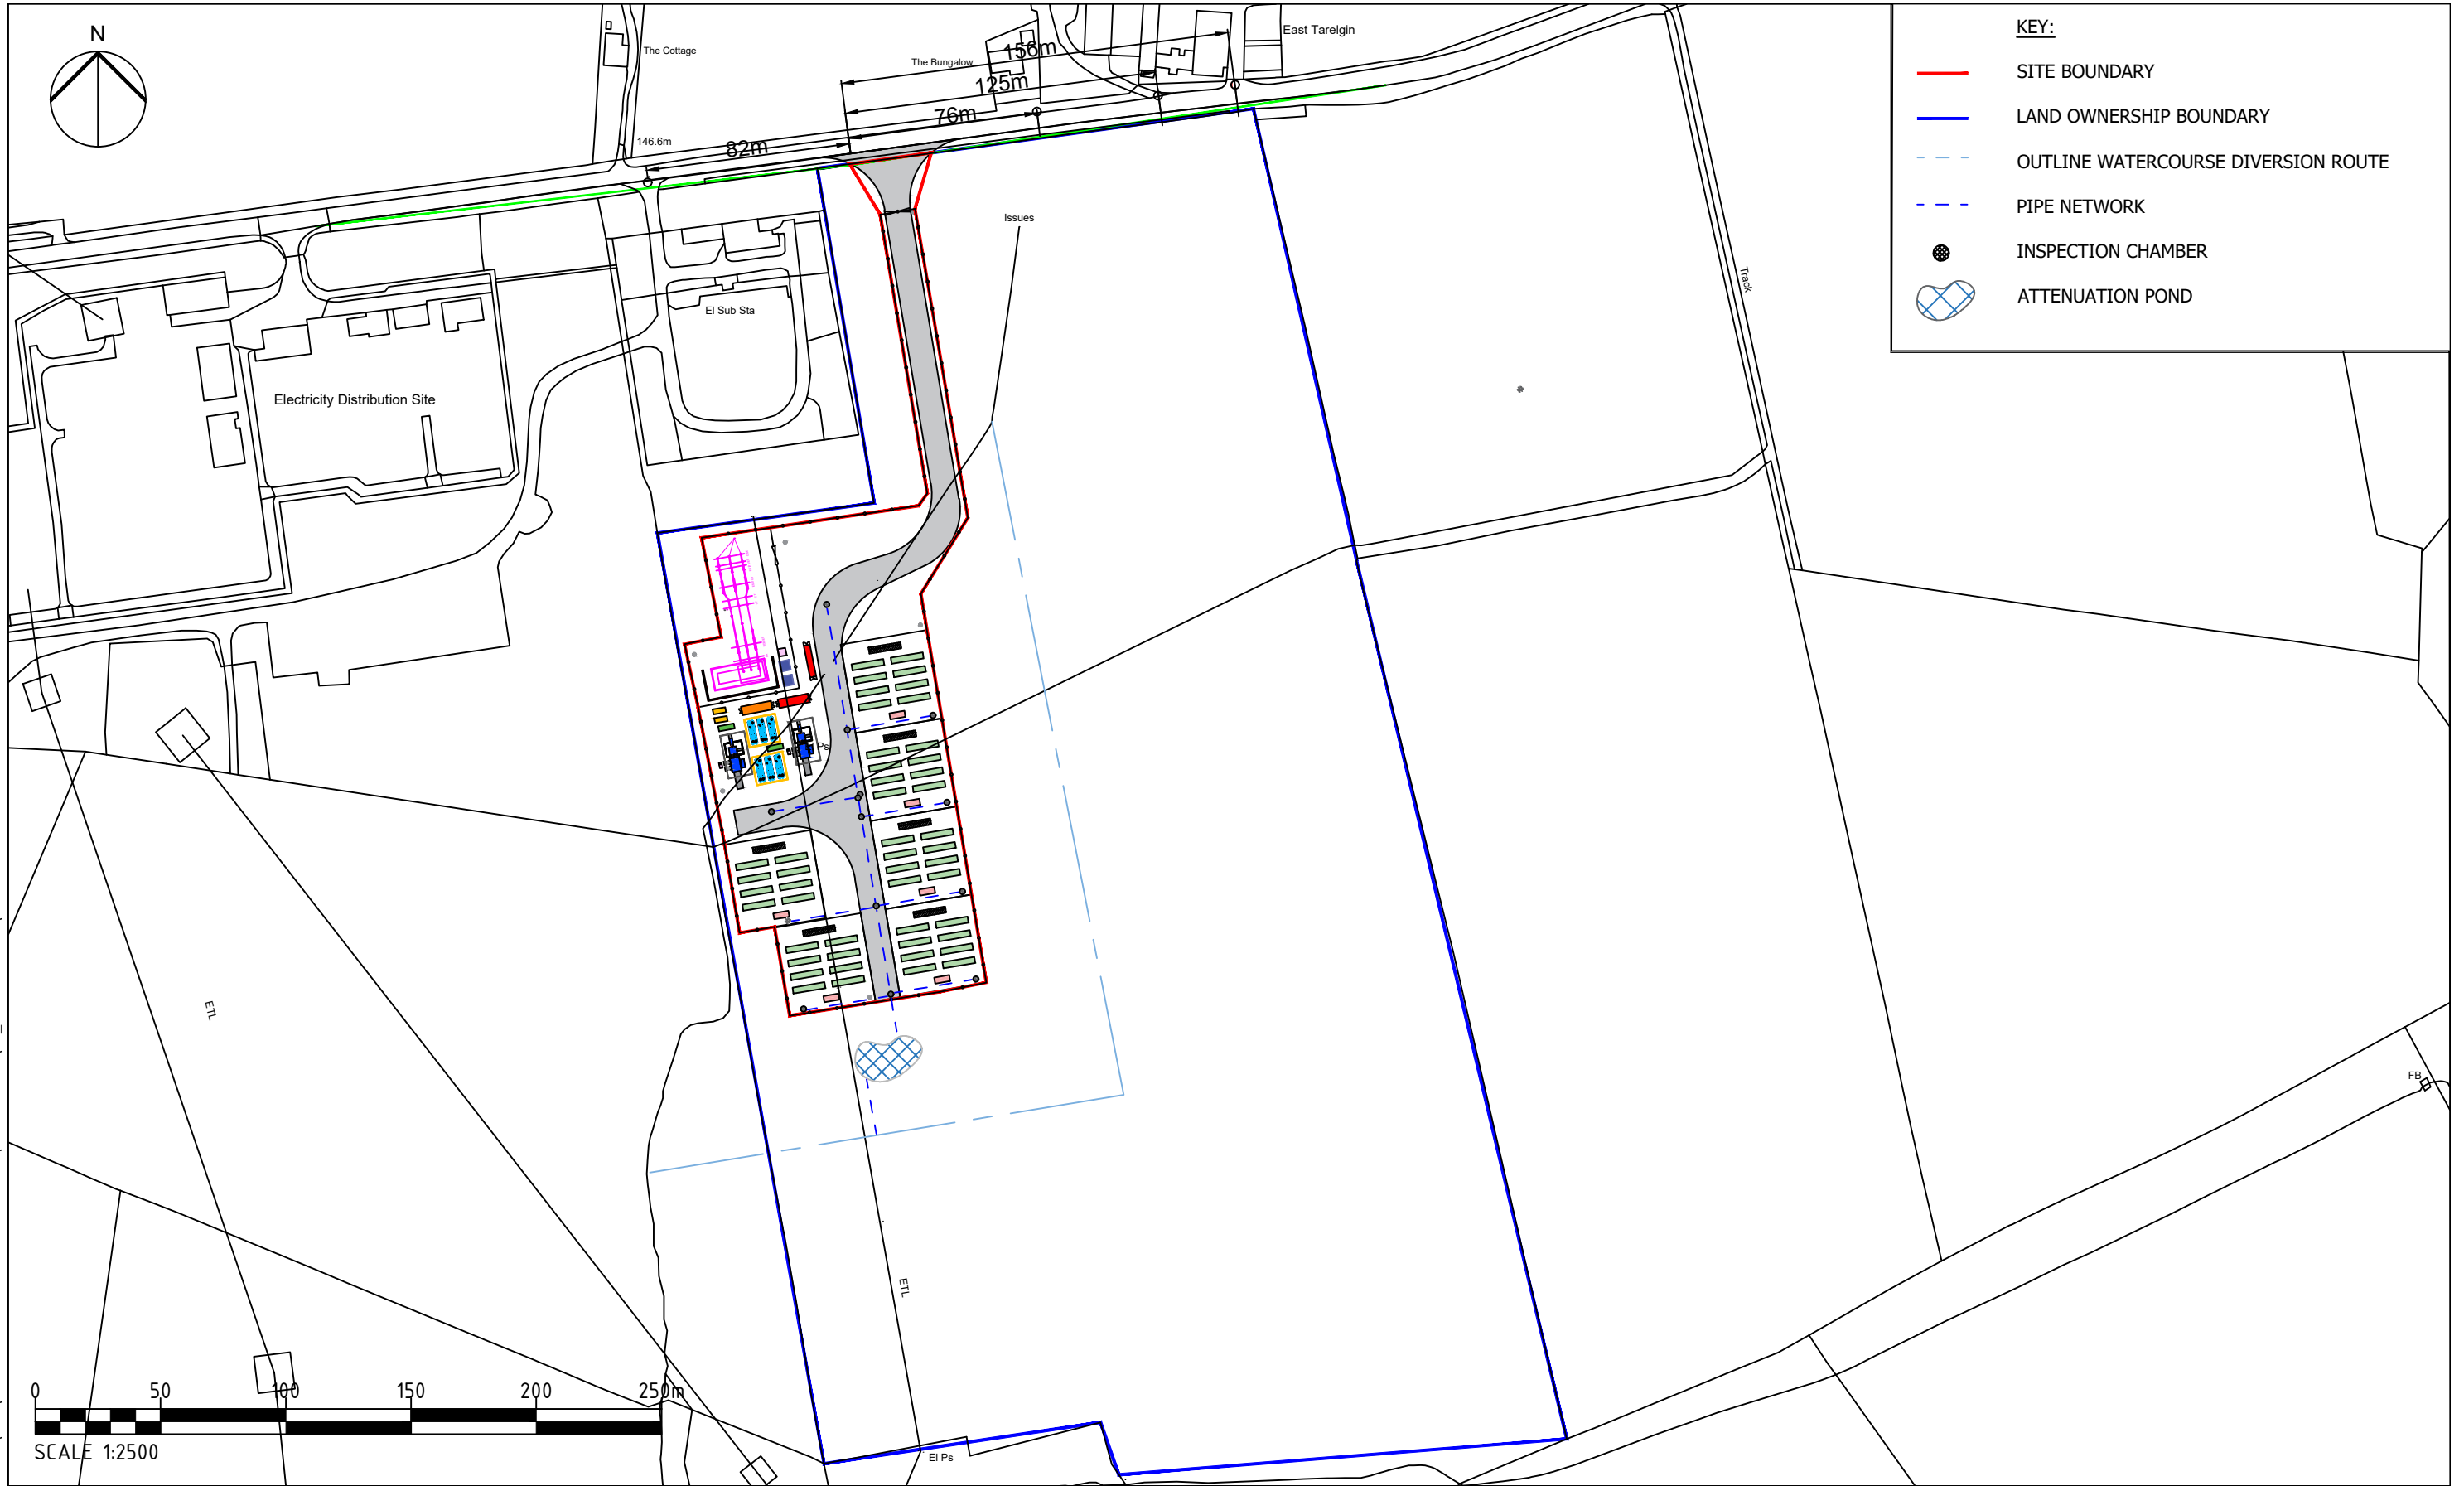 N
The Cottage
East Tarelgin
156m
The Bungalow
125m
76m
146.6m
82m
KEY:
SITE BOUNDARY
LAND OWNERSHIP BOUNDARY
OUTLINE WATERCOURSE DIVERSION ROUTE
PIPE NETWORK
INSPECTION CHAMBER
ATTENUATION POND
Issues
Track
El Sub Sta
Electricity Distribution Site
Ps
ETL
FB
ETL
0 50 100 150 200 250m
SCALE 1:2500
El Ps